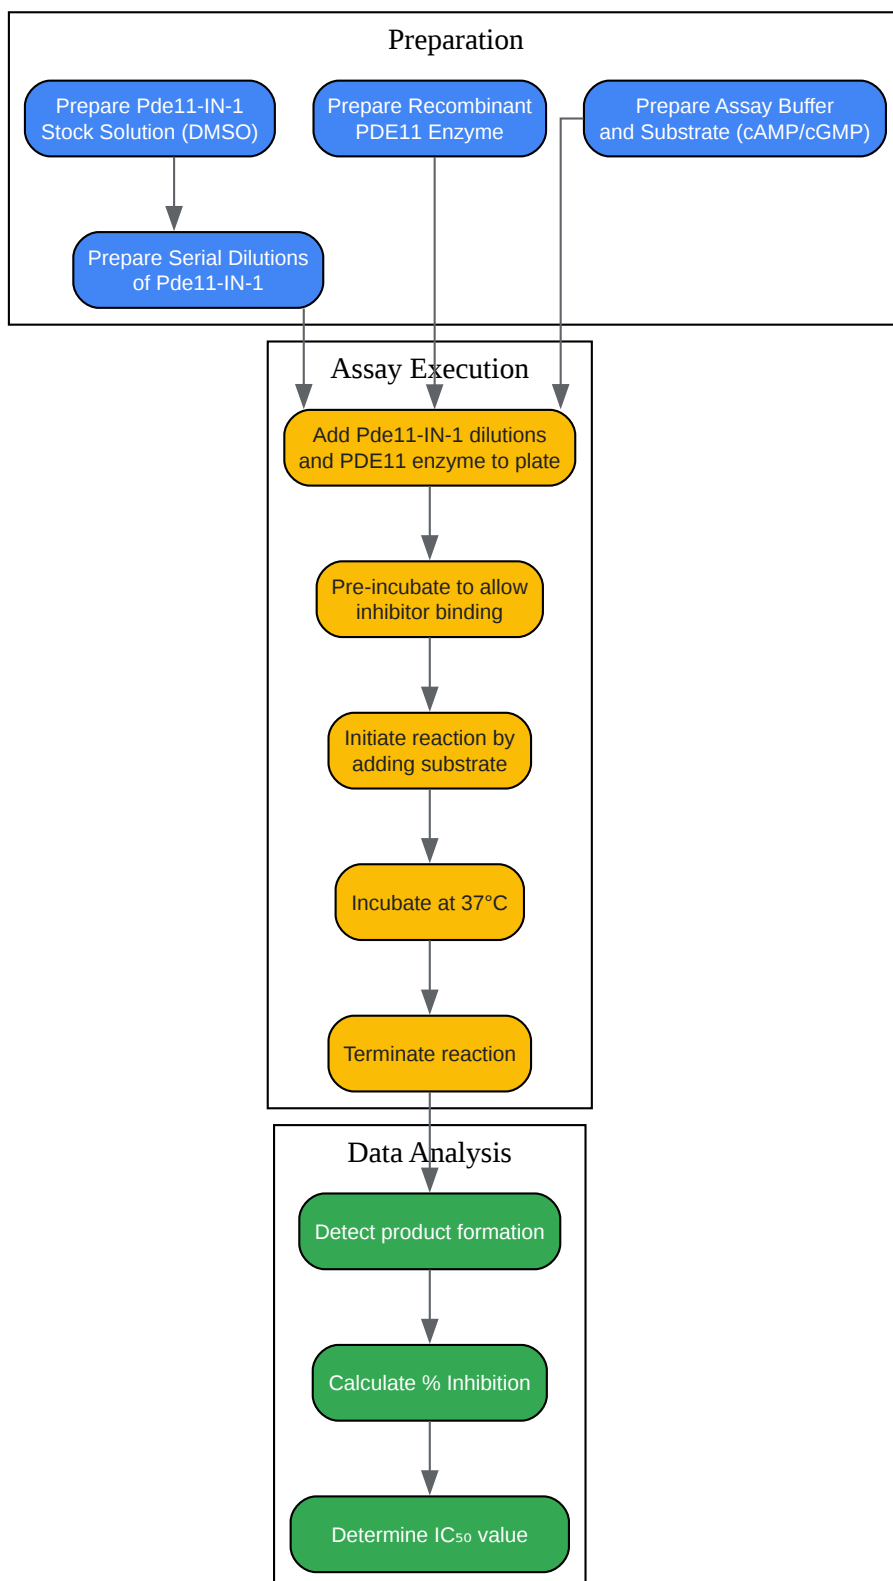 Preparation
Prepare Pde11-IN-1
Stock Solution (DMSO)
Prepare Recombinant
PDE11 Enzyme
Prepare Assay Buffer
and Substrate (cAMP/cGMP)
Prepare Serial Dilutions
of Pde11-IN-1
Assay Execution
Add Pde11-IN-1 dilutions
and PDE11 enzyme to plate
Pre-incubate to allow
inhibitor binding
Initiate reaction by
adding substrate
Incubate at 37°C
Terminate reaction
Data Analysis
Detect product formation
Calculate % Inhibition
Determine IC₅₀ value